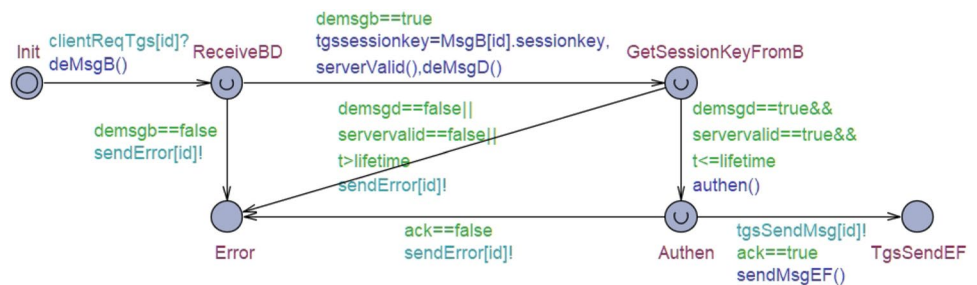 Init
clientReqTgs[id]?
deMsgB()
ReceiveBD
demsgb==true
tgssessionkey=MsgB[id].sessionkey,
serverValid(),deMsgD()
GetSessionKeyFromB
demsgb==false
sendError[id]!
demsgd==false||
servervalid==false||
t>lifetime
sendError[id]!
demsgd==true&&
servervalid==true&&
t<=lifetime
authen()
Error
ack==false
sendError[id]!
Authen
tgsSendMsg[id]!
ack==true
sendMsgEF()
TgsSendEF